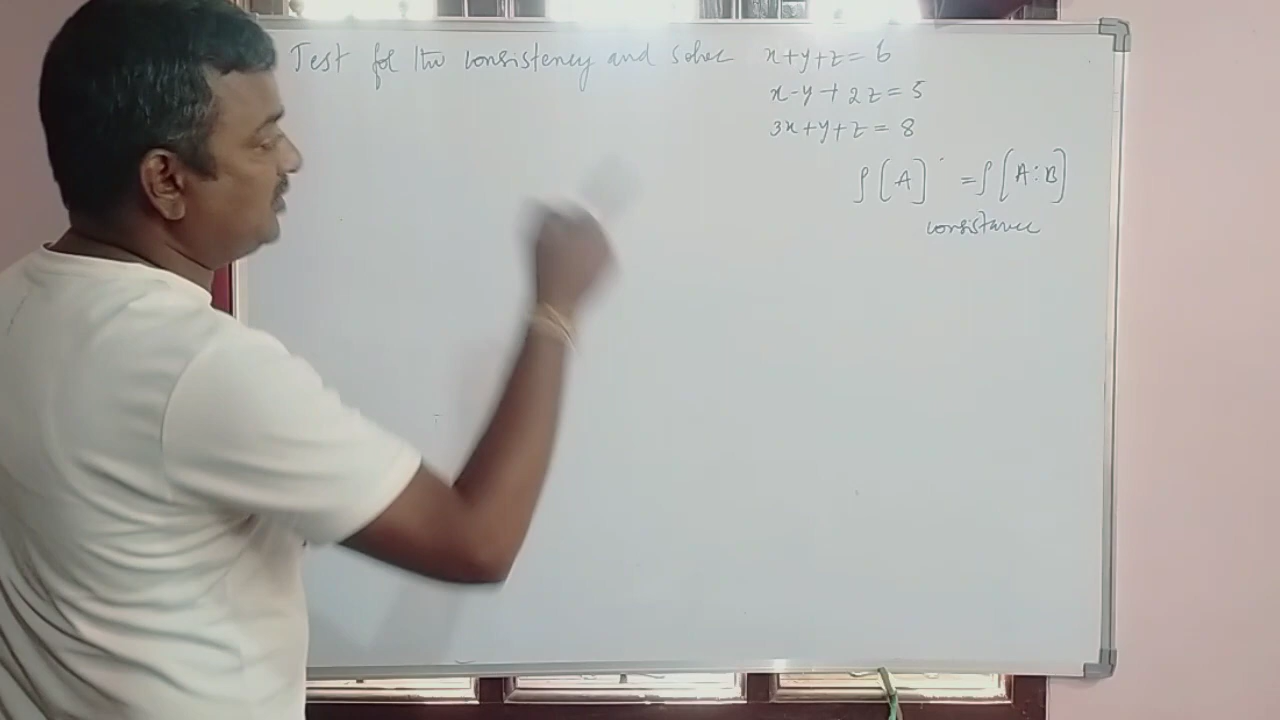 Test for the consistency and solve x+y+z=6
x-y+2z=5
3x+y+z=8
ρ[A] =ρ[A:B]
consistance